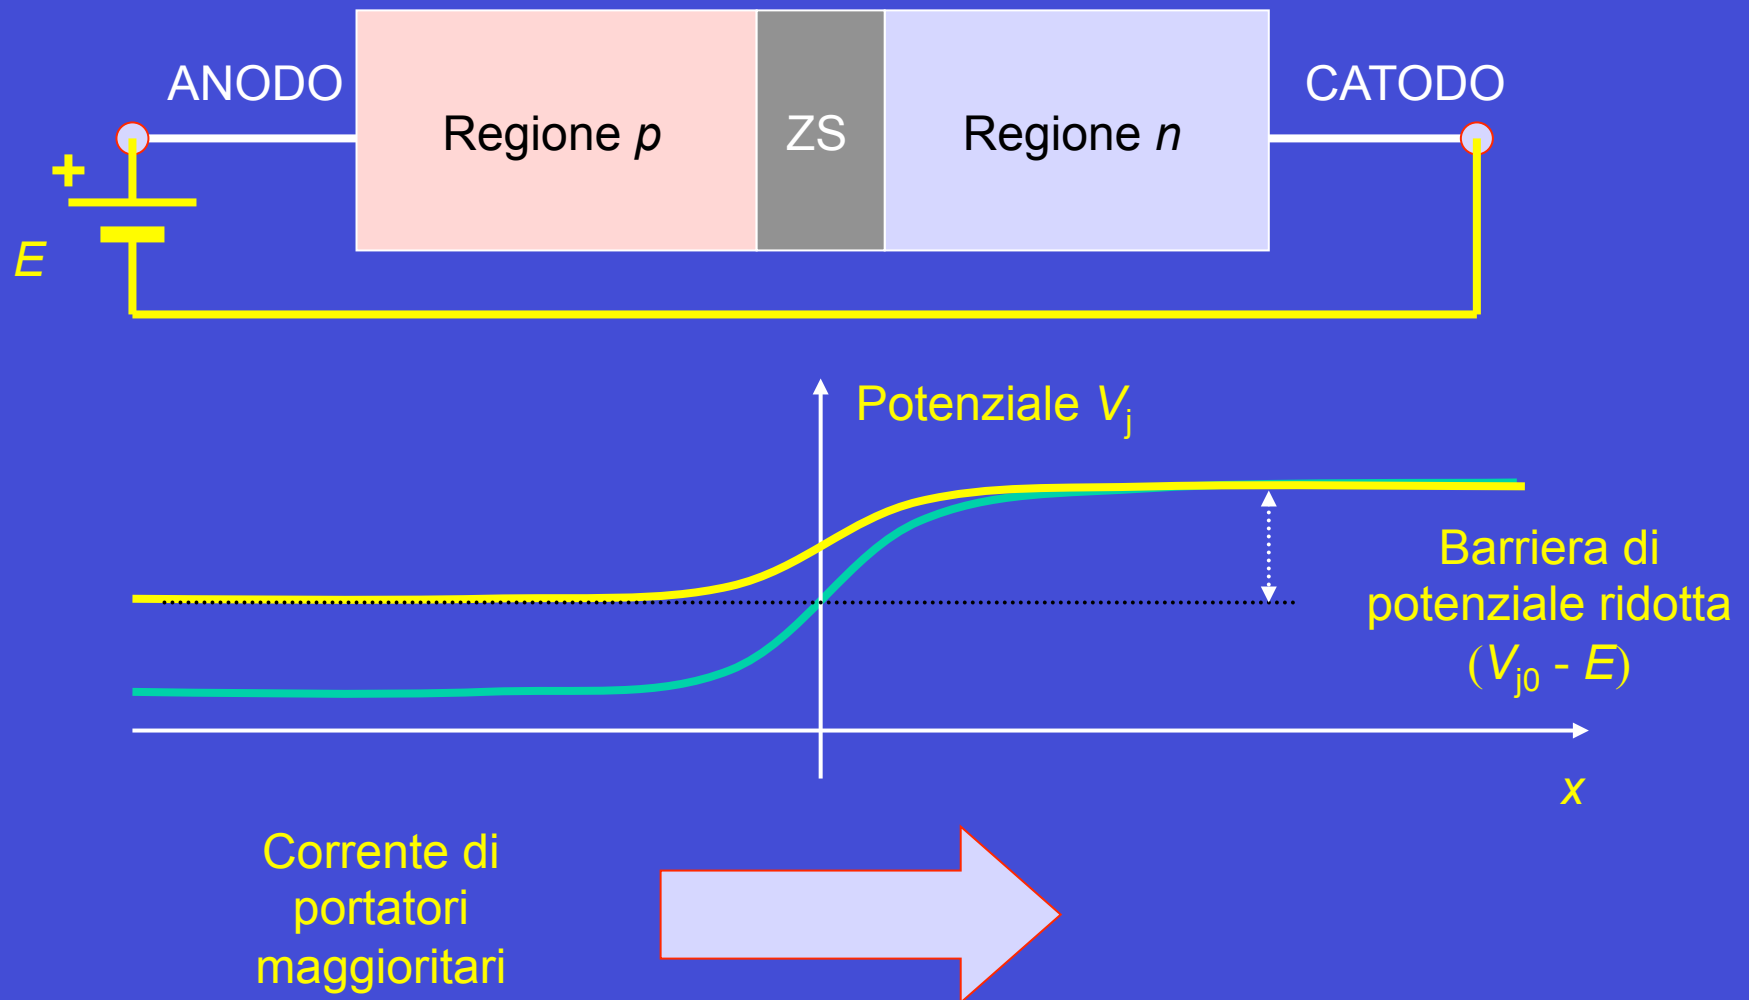 ANODO
CATODO
Regione p
ZS
Regione n
+
E
Potenziale Vj
Barriera di
potenziale ridotta
(Vj0 - E)
x
Corrente di
portatori
maggioritari